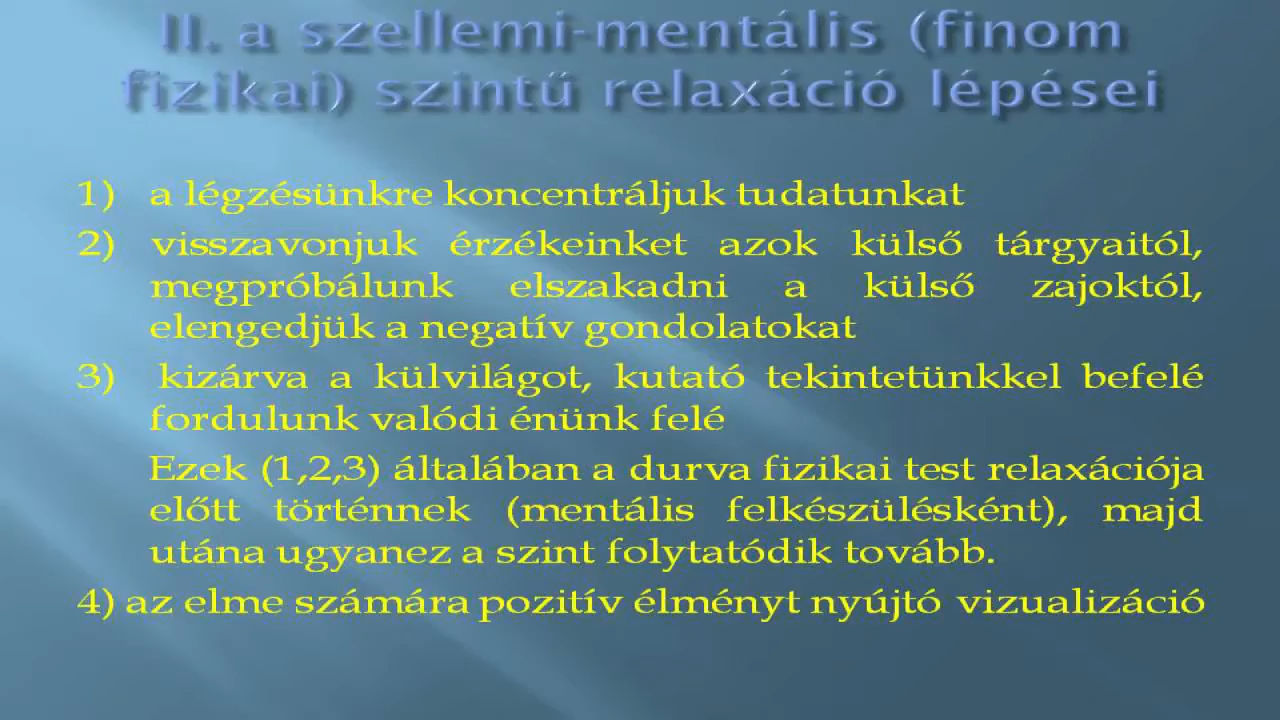 II. a szellemi-mentális (finom
fizikai) szintű relaxáció lépései
1) a légzésünkre koncentráljuk tudatunkat
2) visszavonjuk érzékeinket azok külső tárgyaitól,
megpróbálunk elszakadni a külső zajoktól,
elengedjük a negatív gondolatokat
3) kizárva a külvilágot, kutató tekintetünkkel befelé
fordulunk valódi énünk felé
Ezek (1,2,3) általában a durva fizikai test relaxációja
előtt történnek (mentális felkészülésként), majd
utána ugyanez a szint folytatódik tovább.
4) az elme számára pozitív élményt nyújtó vizualizáció